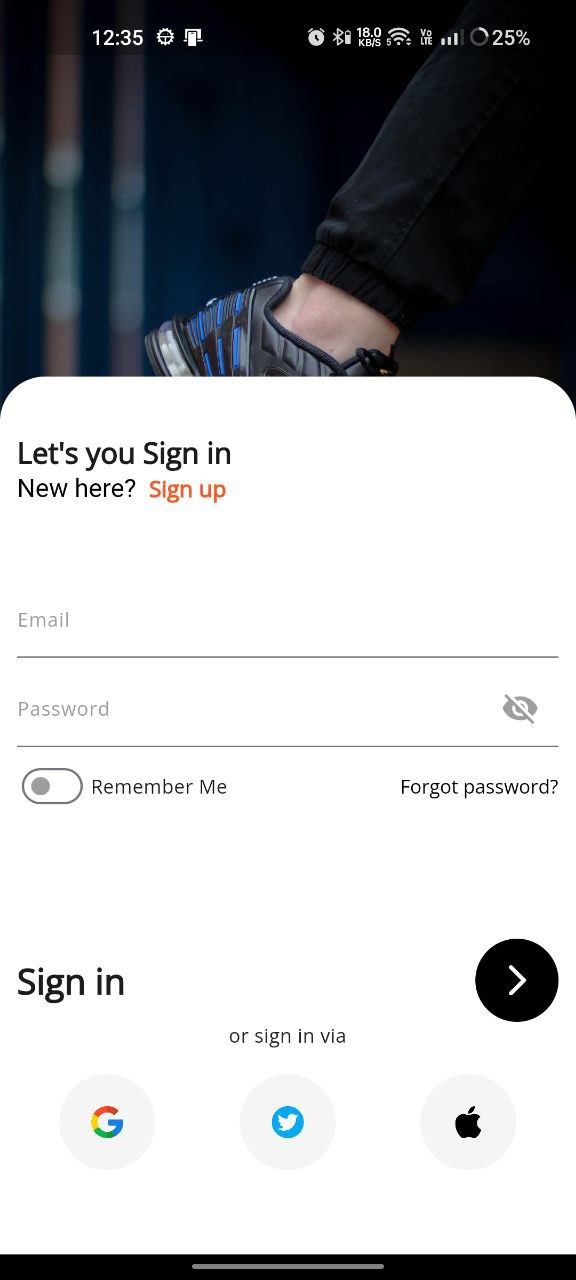 12:35 18.0 KB/S 5 Vo LTE 25%
Let's you Sign in
New here? Sign up
Email
Password
Remember Me Forgot password?
Sign in
or sign in via